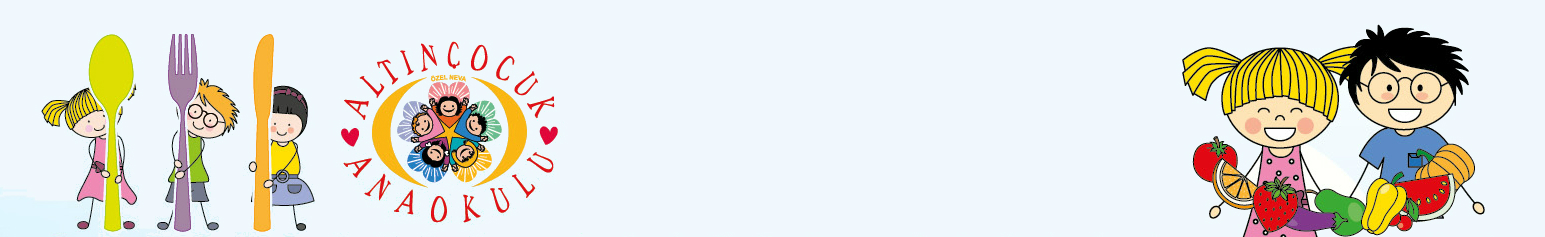 ALTINÇOCUK
ÖZEL NEVA
ANAOKULU